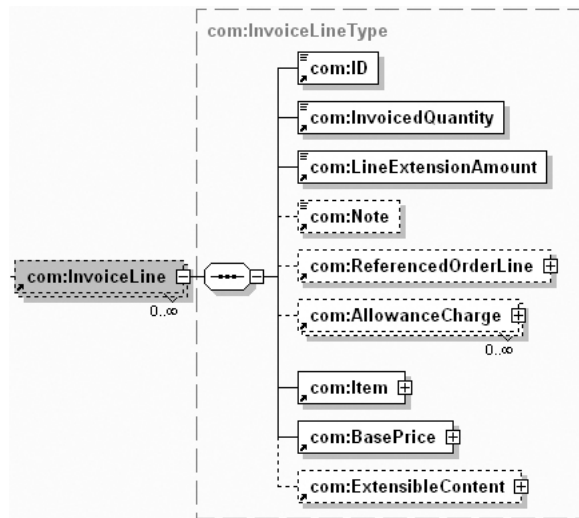 com:InvoiceLineType
com:ID
com:InvoicedQuantity
com:LineExtensionAmount
com:Note
com:InvoiceLine
0..∞
com:ReferencedOrderLine
com:AllowanceCharge
0..∞
com:Item
com:BasePrice
com:ExtensibleContent